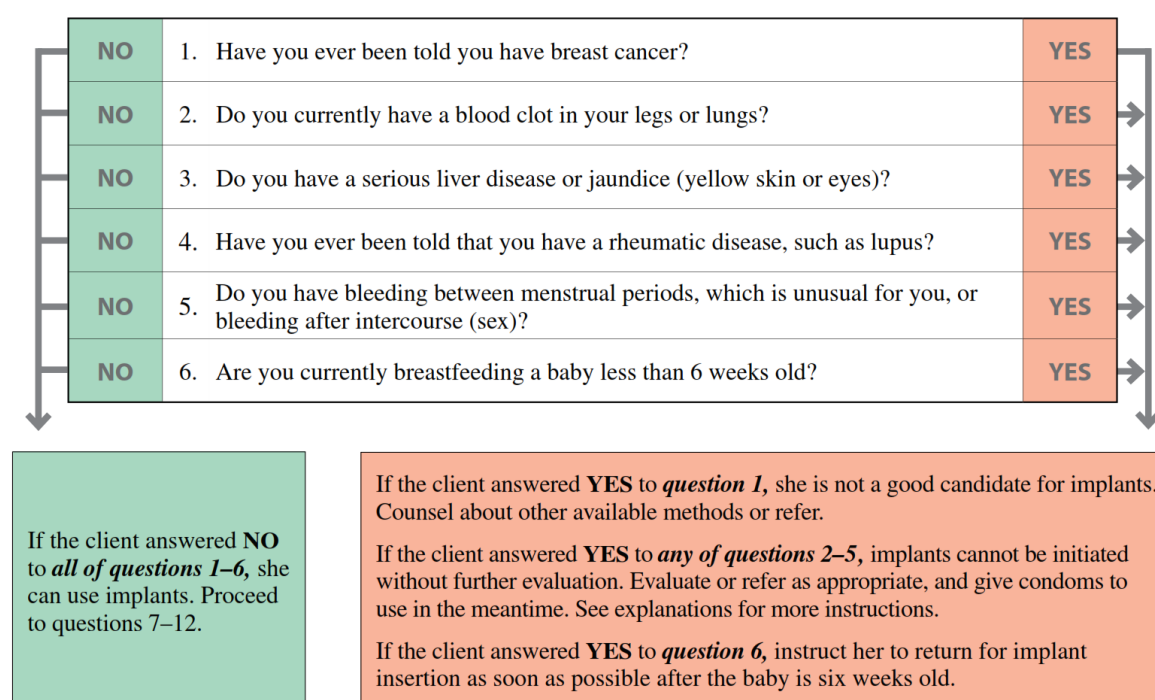 NO 1. Have you ever been told you have breast cancer? YES
NO 2. Do you currently have a blood clot in your legs or lungs? YES
NO 3. Do you have a serious liver disease or jaundice (yellow skin or eyes)? YES
NO 4. Have you ever been told that you have a rheumatic disease, such as lupus? YES
NO 5. Do you have bleeding between menstrual periods, which is unusual for you, or
bleeding after intercourse (sex)? YES
NO 6. Are you currently breastfeeding a baby less than 6 weeks old? YES
If the client answered NO
to all of questions 1–6, she
can use implants. Proceed
to questions 7–12.
If the client answered YES to question 1, she is not a good candidate for implants.
Counsel about other available methods or refer.
If the client answered YES to any of questions 2–5, implants cannot be initiated
without further evaluation. Evaluate or refer as appropriate, and give condoms to
use in the meantime. See explanations for more instructions.
If the client answered YES to question 6, instruct her to return for implant
insertion as soon as possible after the baby is six weeks old.